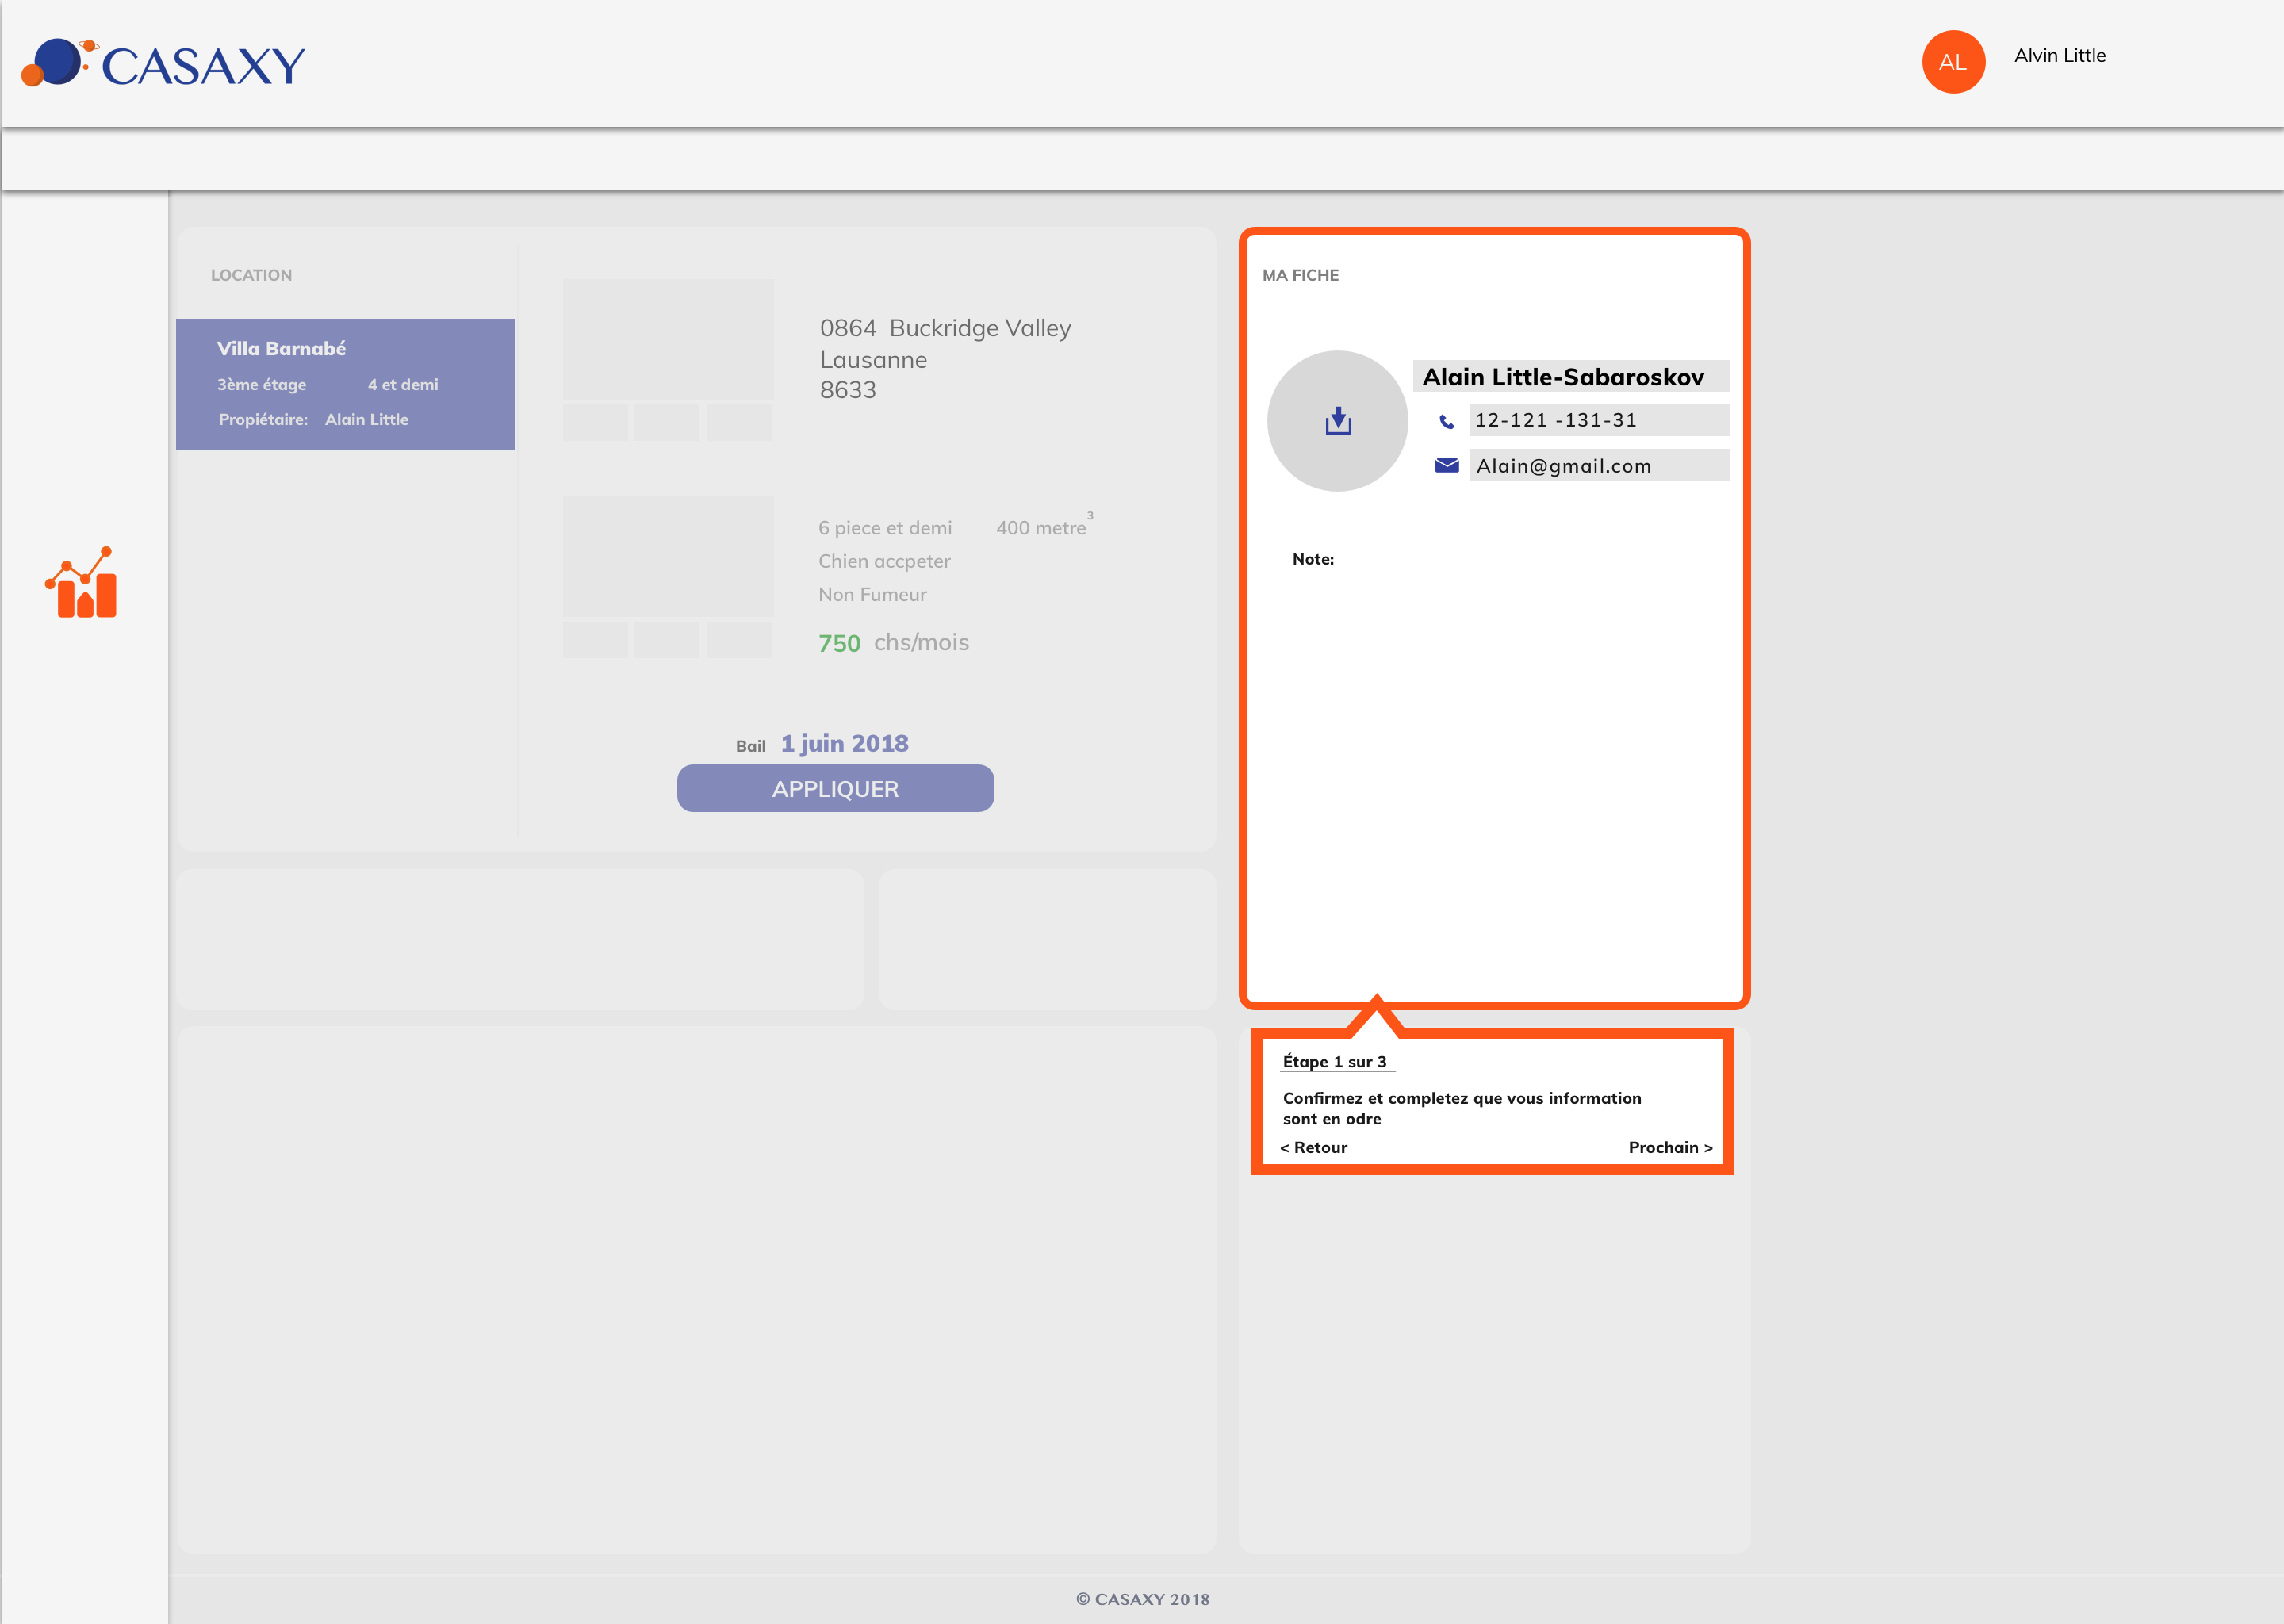 CASAXY
AL
Alvin Little
LOCATION
Villa Barnabé
3ème étage 4 et demi
Propiétaire: Alain Little
0864 Buckridge Valley
Lausanne
8633
6 piece et demi 400 metre³
Chien accpeter
Non Fumeur
750 chs/mois
Bail 1 juin 2018
APPLIQUER
MA FICHE
Alain Little-Sabaroskov
12-121 -131-31
Alain@gmail.com
Note:
Étape 1 sur 3
Confirmez et completez que vous information
sont en odre
< Retour Prochain >
© CASAXY 2018